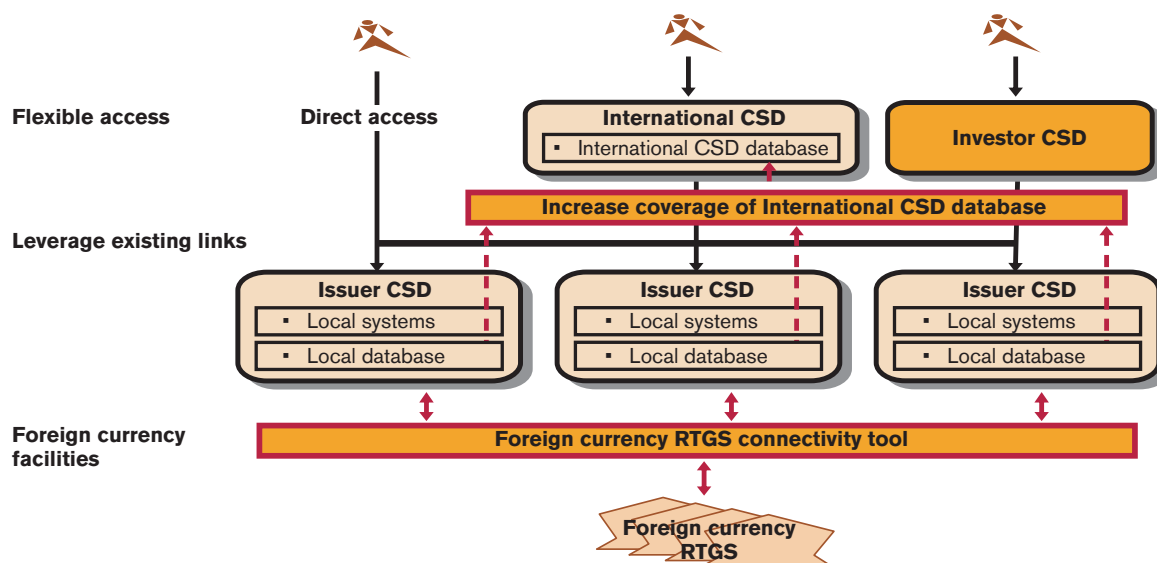 Flexible access
Direct access
International CSD
▪ International CSD database
Investor CSD
Increase coverage of International CSD database
Leverage existing links
Issuer CSD
▪ Local systems
▪ Local database
Issuer CSD
▪ Local systems
▪ Local database
Issuer CSD
▪ Local systems
▪ Local database
Foreign currency
facilities
Foreign currency RTGS connectivity tool
Foreign currency
RTGS